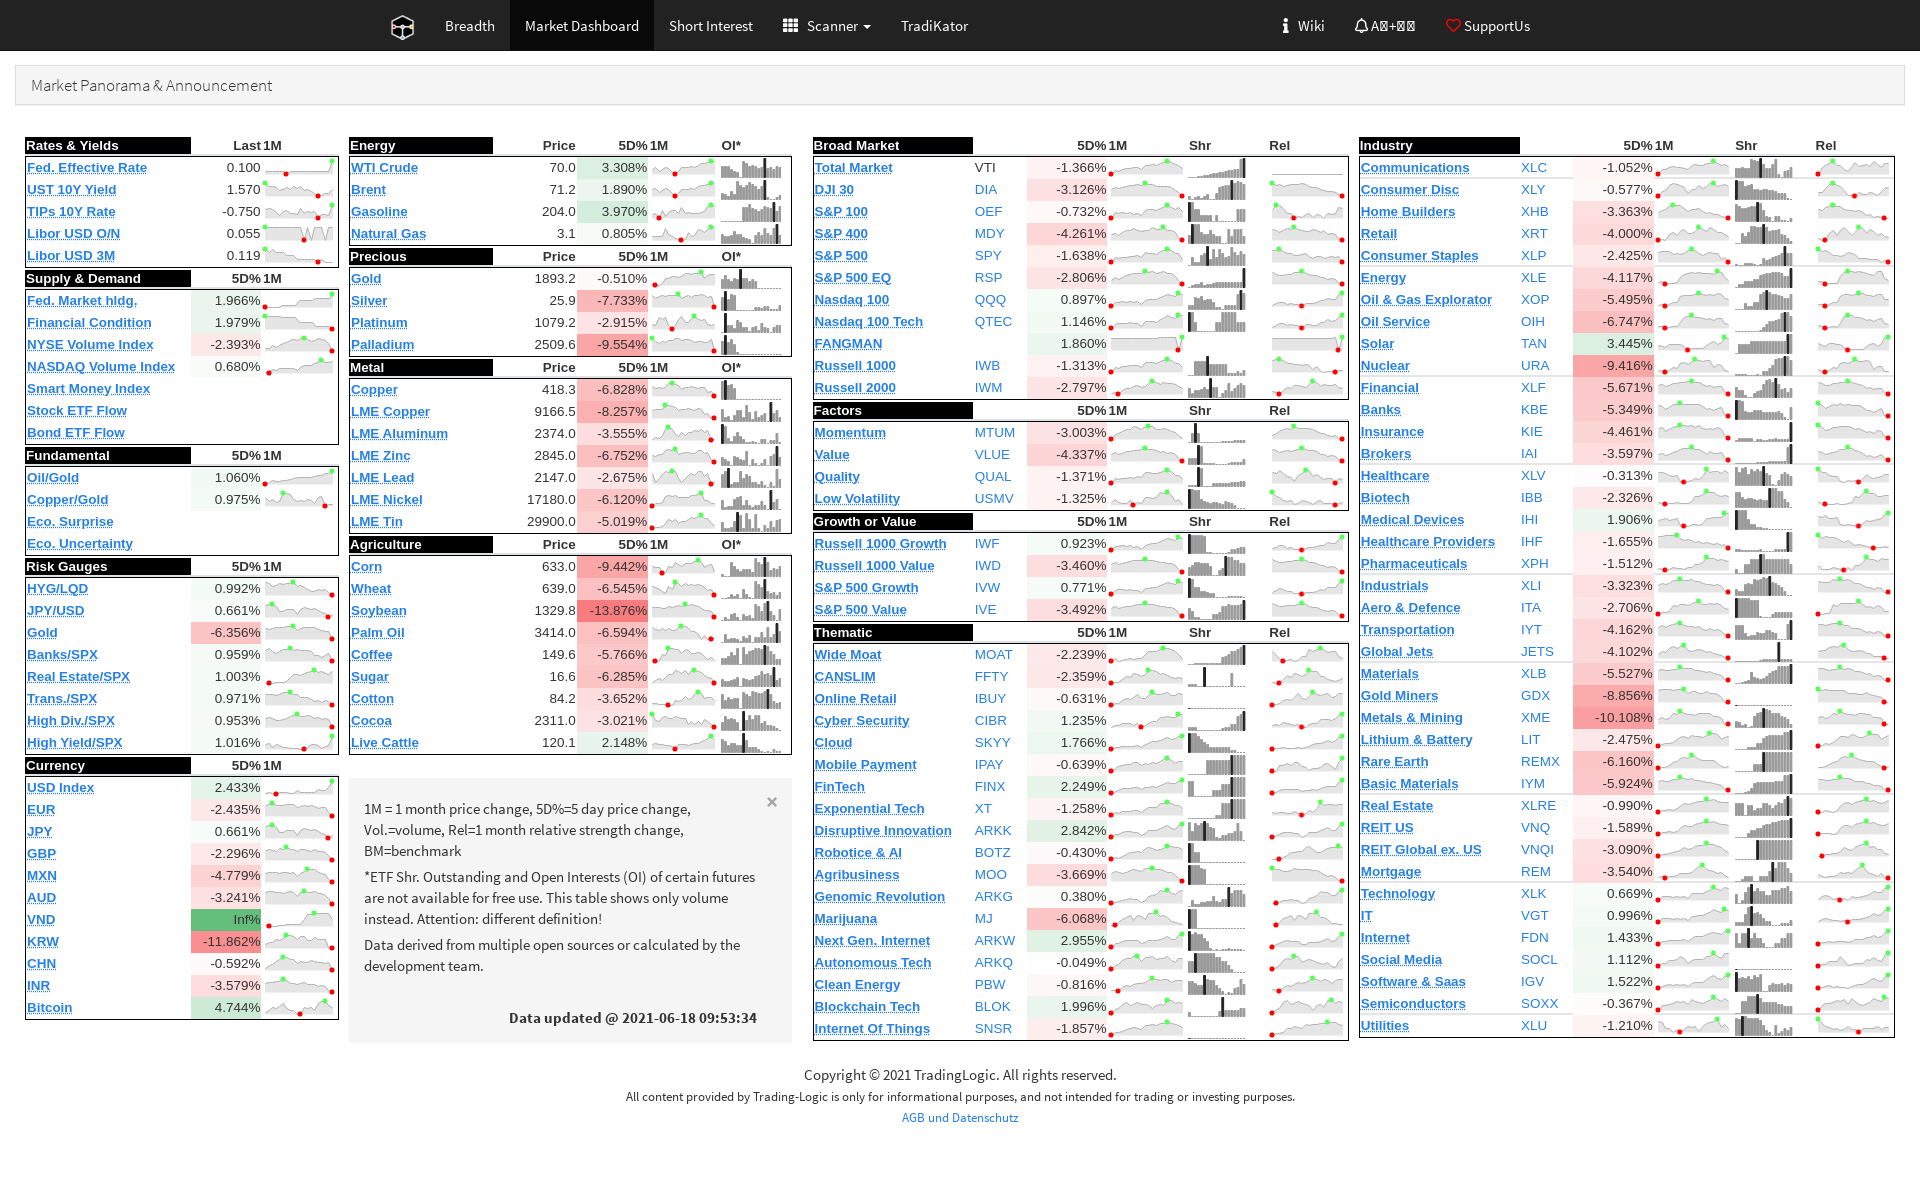 Breadth
Market Dashboard
Short Interest
Scanner
TradiKator
Wiki
SupportUs
Market Panorama & Announcement
Rates & Yields Last 1M
Fed. Effective Rate 0.100
UST 10Y Yield 1.570
TIPs 10Y Rate -0.750
Libor USD O/N 0.055
Libor USD 3M 0.119
Supply & Demand 5D% 1M
Fed. Market hldg. 1.966%
Financial Condition 1.979%
NYSE Volume Index -2.393%
NASDAQ Volume Index 0.680%
Smart Money Index
Stock ETF Flow
Bond ETF Flow
Fundamental 5D% 1M
Oil/Gold 1.060%
Copper/Gold 0.975%
Eco. Surprise
Eco. Uncertainty
Risk Gauges 5D% 1M
HYG/LQD 0.992%
JPY/USD 0.661%
Gold -6.356%
Banks/SPX 0.959%
Real Estate/SPX 1.003%
Trans./SPX 0.971%
High Div./SPX 0.953%
High Yield/SPX 1.016%
Currency 5D% 1M
USD Index 2.433%
EUR -2.435%
JPY 0.661%
GBP -2.296%
MXN -4.779%
AUD -3.241%
VND Inf%
KRW -11.862%
CHN -0.592%
INR -3.579%
Bitcoin 4.744%
Energy Price 5D% 1M OI*
WTI Crude 70.0 3.308%
Brent 71.2 1.890%
Gasoline 204.0 3.970%
Natural Gas 3.1 0.805%
Precious Price 5D% 1M OI*
Gold 1893.2 -0.510%
Silver 25.9 -7.733%
Platinum 1079.2 -2.915%
Palladium 2509.6 -9.554%
Metal Price 5D% 1M OI*
Copper 418.3 -6.828%
LME Copper 9166.5 -8.257%
LME Aluminum 2374.0 -3.555%
LME Zinc 2845.0 -6.752%
LME Lead 2147.0 -2.675%
LME Nickel 17180.0 -6.120%
LME Tin 29900.0 -5.019%
Agriculture Price 5D% 1M OI*
Corn 633.0 -9.442%
Wheat 639.0 -6.545%
Soybean 1329.8 -13.876%
Palm Oil 3414.0 -6.594%
Coffee 149.6 -5.766%
Sugar 16.6 -6.285%
Cotton 84.2 -3.652%
Cocoa 2311.0 -3.021%
Live Cattle 120.1 2.148%
×
1M = 1 month price change, 5D%=5 day price change,
Vol.=volume, Rel=1 month relative strength change,
BM=benchmark
*ETF Shr. Outstanding and Open Interests (OI) of certain futures
are not available for free use. This table shows only volume
instead. Attention: different definition!
Data derived from multiple open sources or calculated by the
development team.
Data updated @ 2021-06-18 09:53:34
Broad Market 5D% 1M Shr Rel
Total Market VTI -1.366%
DJI 30 DIA -3.126%
S&P 100 OEF -0.732%
S&P 400 MDY -4.261%
S&P 500 SPY -1.638%
S&P 500 EQ RSP -2.806%
Nasdaq 100 QQQ 0.897%
Nasdaq 100 Tech QTEC 1.146%
FANGMAN 1.860%
Russell 1000 IWB -1.313%
Russell 2000 IWM -2.797%
Factors 5D% 1M Shr Rel
Momentum MTUM -3.003%
Value VLUE -4.337%
Quality QUAL -1.371%
Low Volatility USMV -1.325%
Growth or Value 5D% 1M Shr Rel
Russell 1000 Growth IWF 0.923%
Russell 1000 Value IWD -3.460%
S&P 500 Growth IVW 0.771%
S&P 500 Value IVE -3.492%
Thematic 5D% 1M Shr Rel
Wide Moat MOAT -2.239%
CANSLIM FFTY -2.359%
Online Retail IBUY -0.631%
Cyber Security CIBR 1.235%
Cloud SKYY 1.766%
Mobile Payment IPAY -0.639%
FinTech FINX 2.249%
Exponential Tech XT -1.258%
Disruptive Innovation ARKK 2.842%
Robotice & AI BOTZ -0.430%
Agribusiness MOO -3.669%
Genomic Revolution ARKG 0.380%
Marijuana MJ -6.068%
Next Gen. Internet ARKW 2.955%
Autonomous Tech ARKQ -0.049%
Clean Energy PBW -0.816%
Blockchain Tech BLOK 1.996%
Internet Of Things SNSR -1.857%
Industry 5D% 1M Shr Rel
Communications XLC -1.052%
Consumer Disc XLY -0.577%
Home Builders XHB -3.363%
Retail XRT -4.000%
Consumer Staples XLP -2.425%
Energy XLE -4.117%
Oil & Gas Explorator XOP -5.495%
Oil Service OIH -6.747%
Solar TAN 3.445%
Nuclear URA -9.416%
Financial XLF -5.671%
Banks KBE -5.349%
Insurance KIE -4.461%
Brokers IAI -3.597%
Healthcare XLV -0.313%
Biotech IBB -2.326%
Medical Devices IHI 1.906%
Healthcare Providers IHF -1.655%
Pharmaceuticals XPH -1.512%
Industrials XLI -3.323%
Aero & Defence ITA -2.706%
Transportation IYT -4.162%
Global Jets JETS -4.102%
Materials XLB -5.527%
Gold Miners GDX -8.856%
Metals & Mining XME -10.108%
Lithium & Battery LIT -2.475%
Rare Earth REMX -6.160%
Basic Materials IYM -5.924%
Real Estate XLRE -0.990%
REIT US VNQ -1.589%
REIT Global ex. US VNQI -3.090%
Mortgage REM -3.540%
Technology XLK 0.669%
IT VGT 0.996%
Internet FDN 1.433%
Social Media SOCL 1.112%
Software & Saas IGV 1.522%
Semiconductors SOXX -0.367%
Utilities XLU -1.210%
Copyright © 2021 TradingLogic. All rights reserved.
All content provided by Trading-Logic is only for informational purposes, and not intended for trading or investing purposes.
AGB und Datenschutz